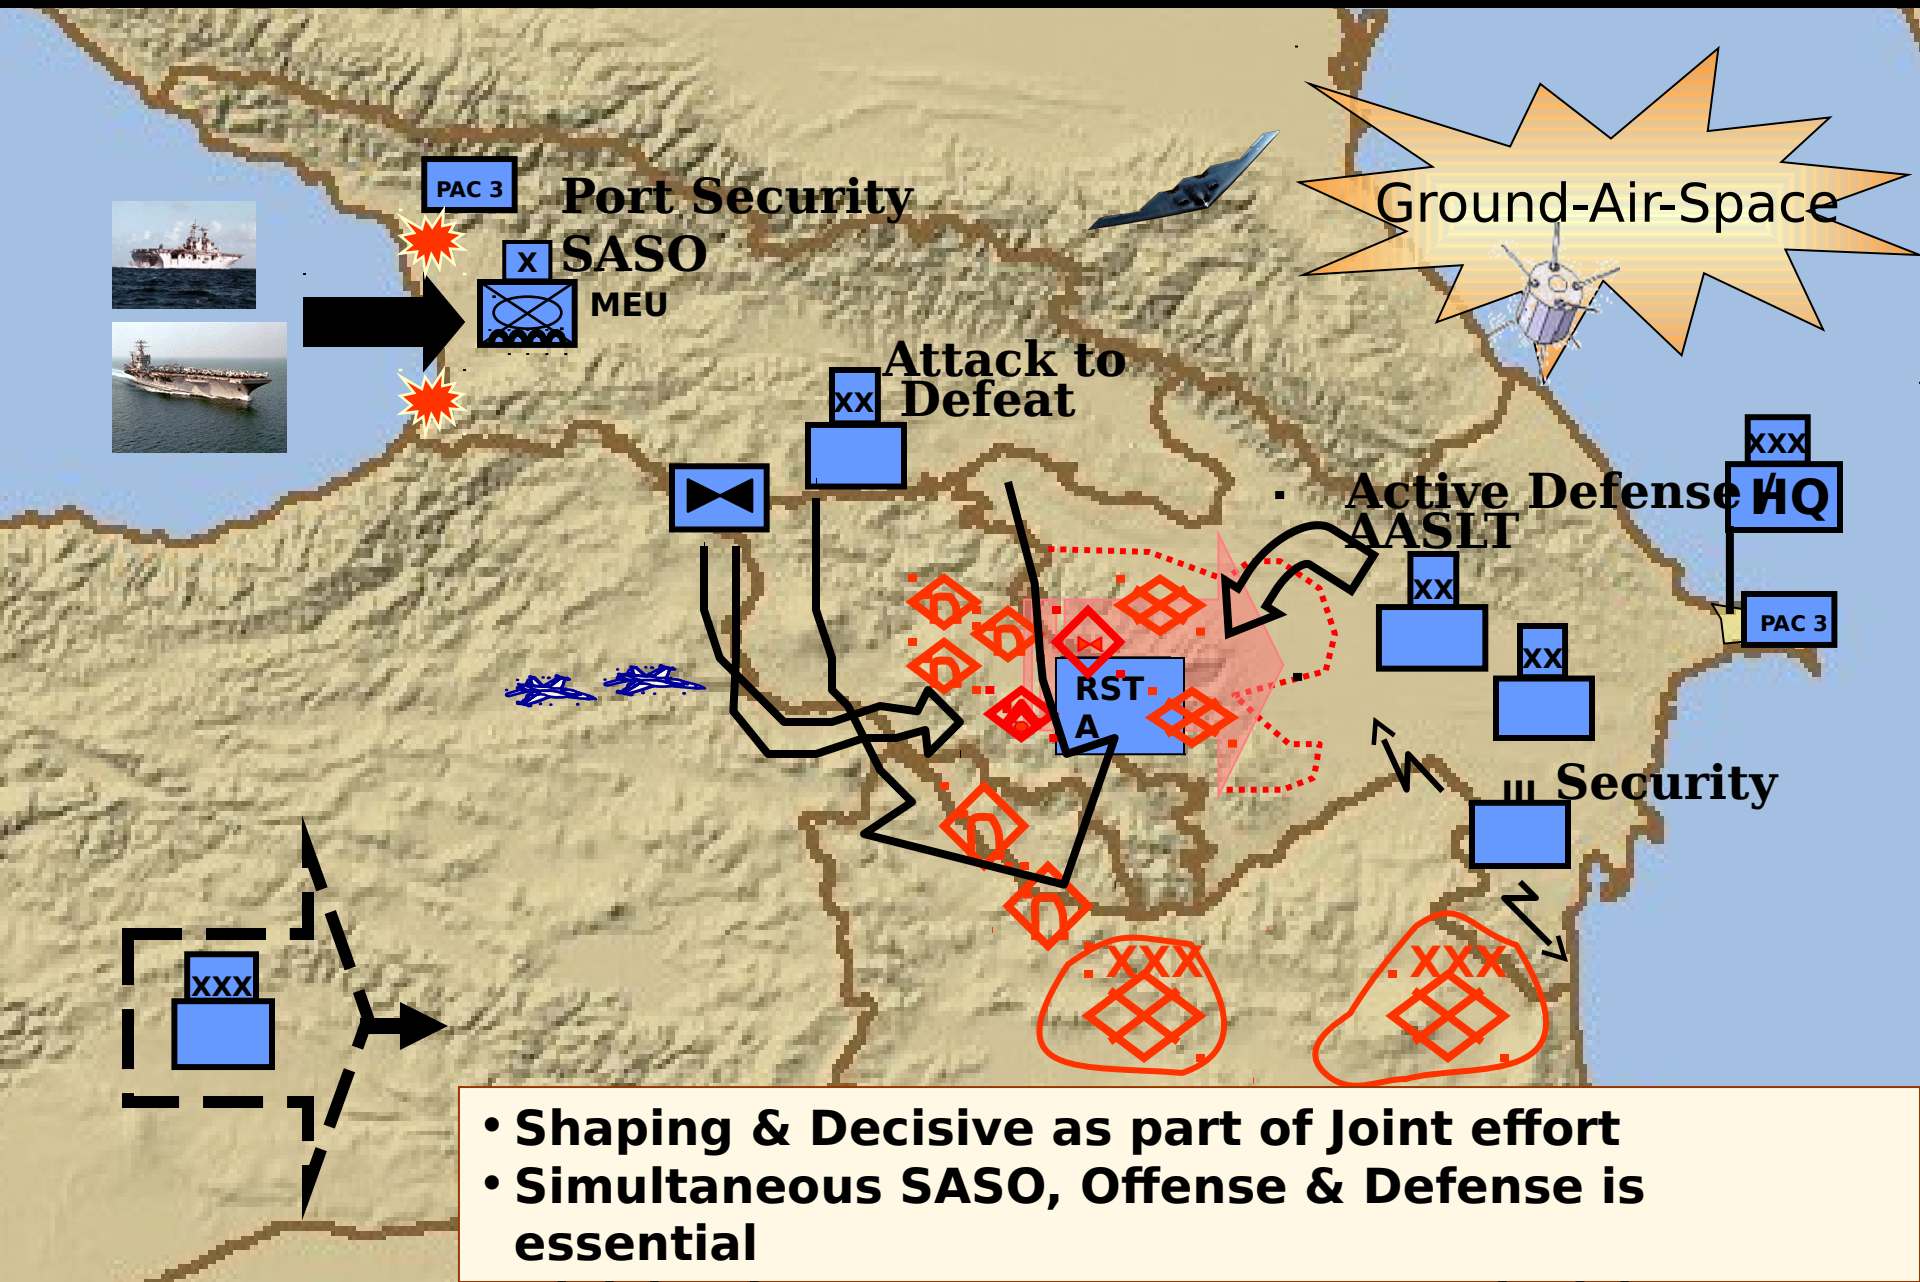 Ground-Air-Space
PAC 3
Port Security
SASO
X
MEU
Attack to
Defeat
XX
XXX
Active Defense /
HQ
AASLT
XX
PAC 3
XX
RST
A
III
Security
XXX
XXX
XXX
• Shaping & Decisive as part of Joint effort
• Simultaneous SASO, Offense & Defense is
essential